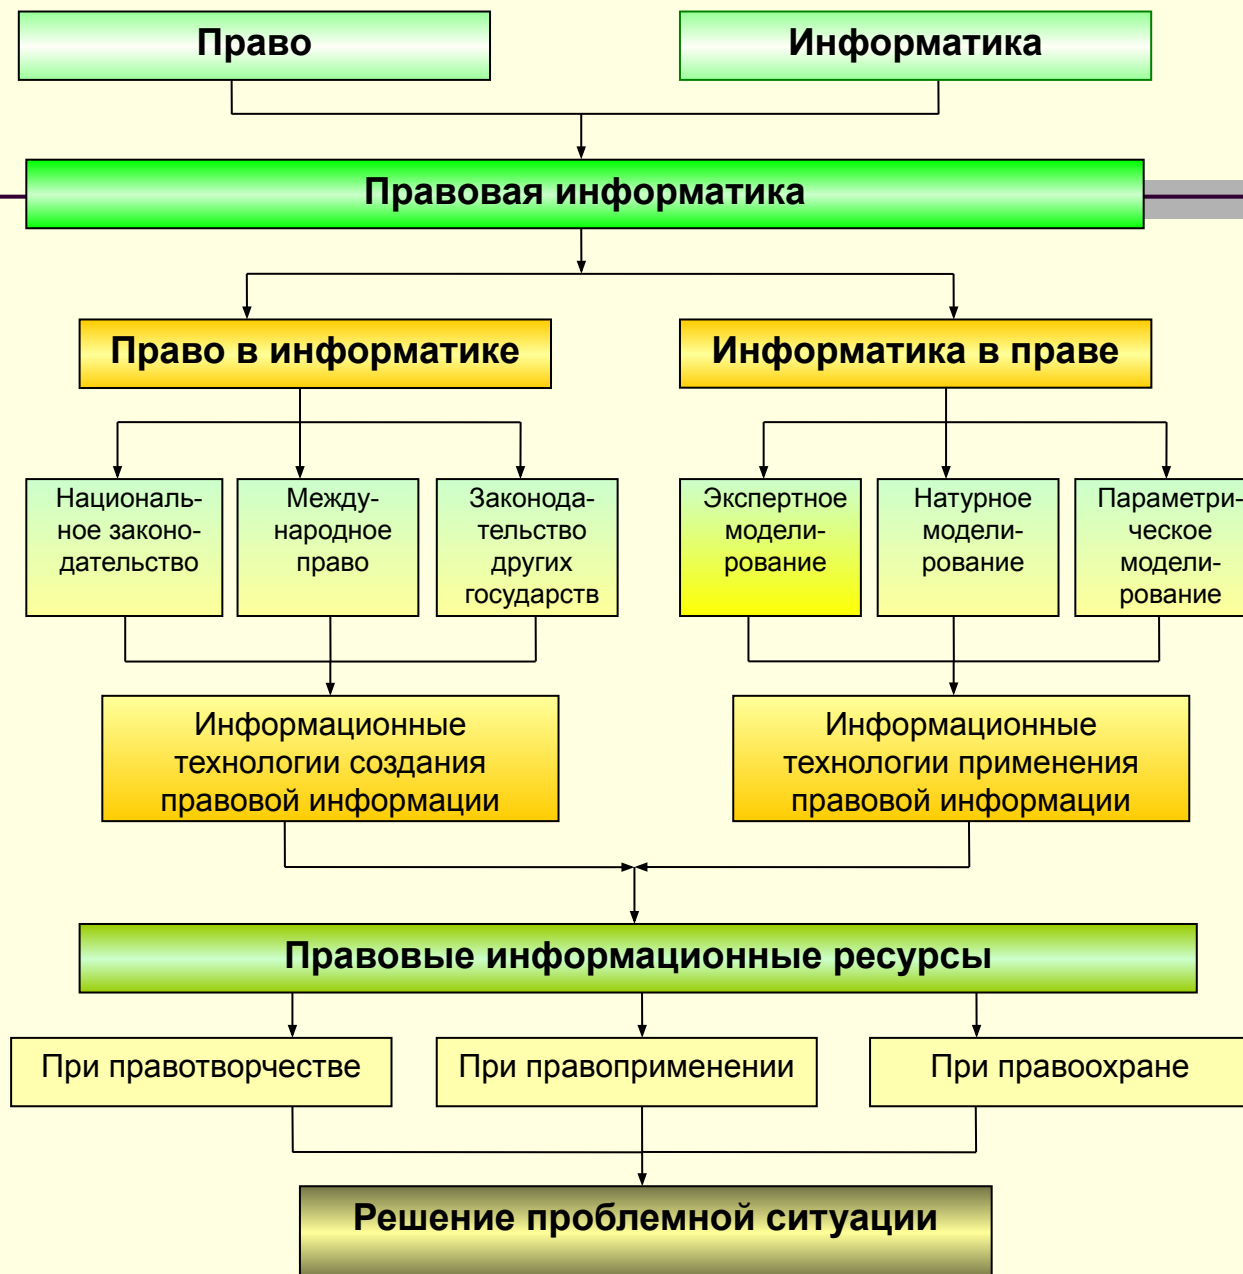 Право
Информатика
Правовая информатика
Право в информатике
Информатика в праве
Националь-
ное законо-
дательство
Между-
народное
право
Законода-
тельство
других
государств
Экспертное
модели-
рование
Натурное
модели-
рование
Параметри-
ческое
модели-
рование
Информационные
технологии создания
правовой информации
Информационные
технологии применения
правовой информации
Правовые информационные ресурсы
При правотворчестве
При правоприменении
При правоохране
Решение проблемной ситуации